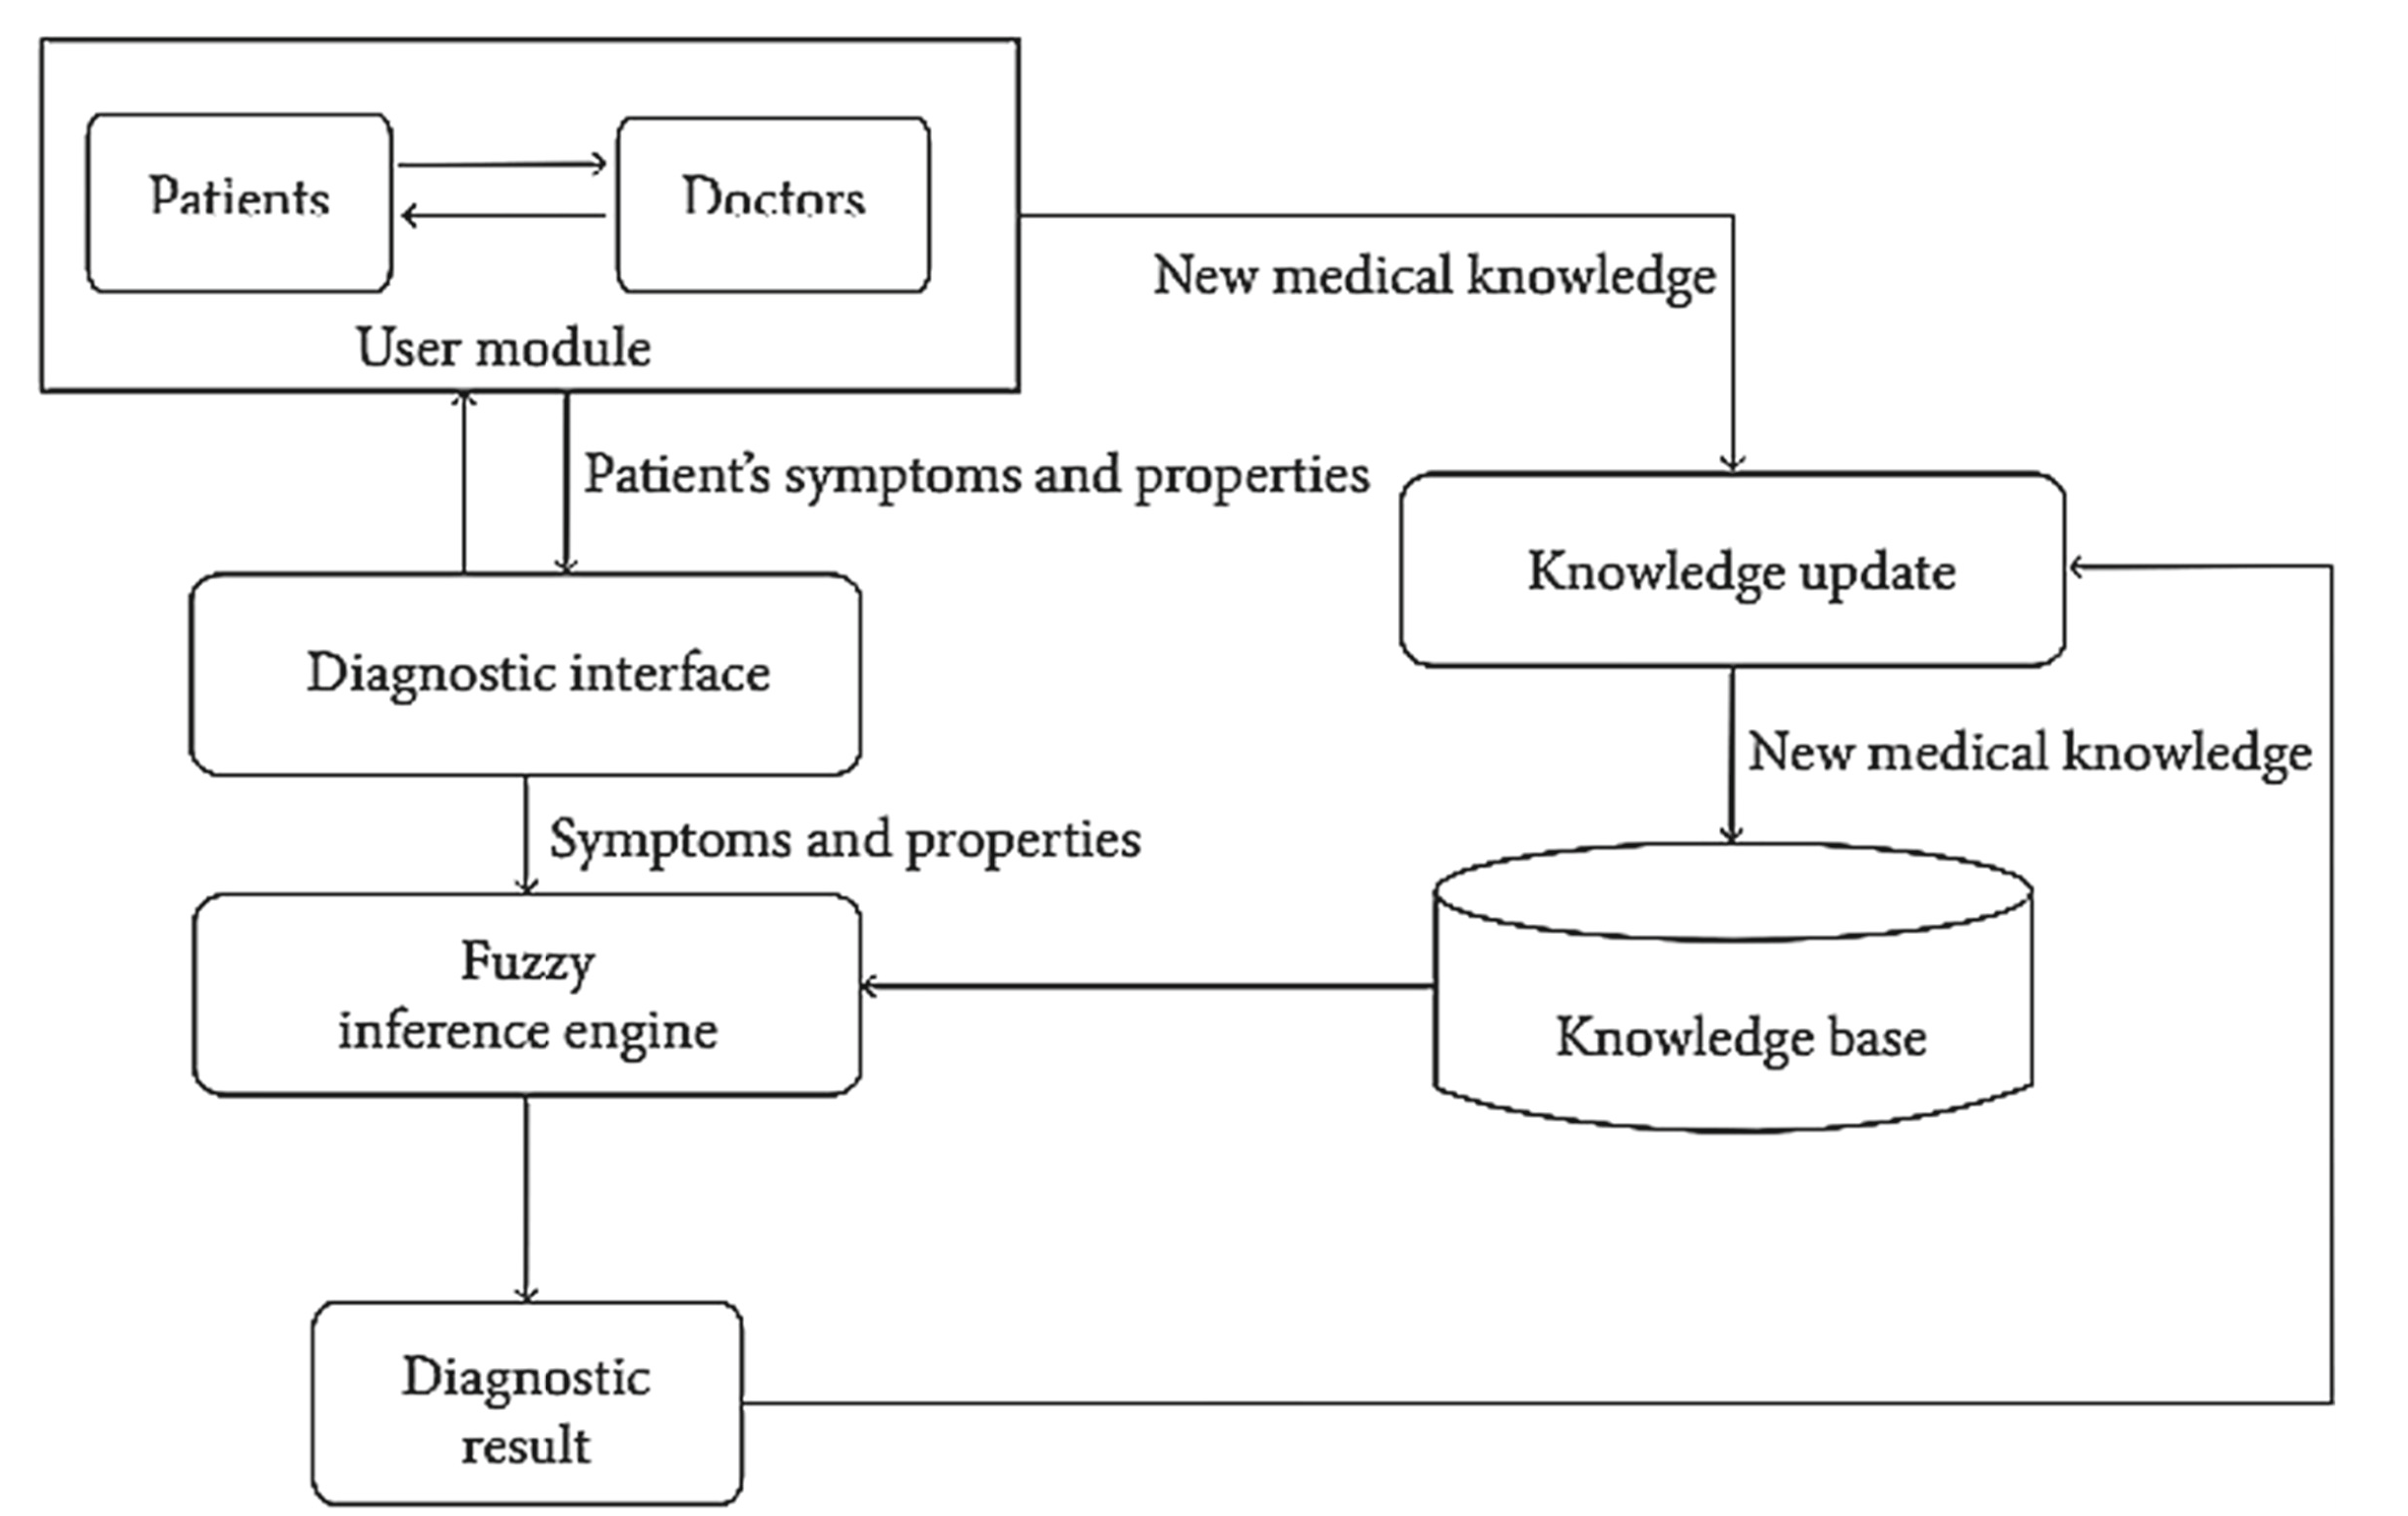 Patients
Doctors
User module
New medical knowledge
Patient's symptoms and properties
Knowledge update
Diagnostic interface
New medical knowledge
Symptoms and properties
Fuzzy
inference engine
Knowledge base
Diagnostic
result